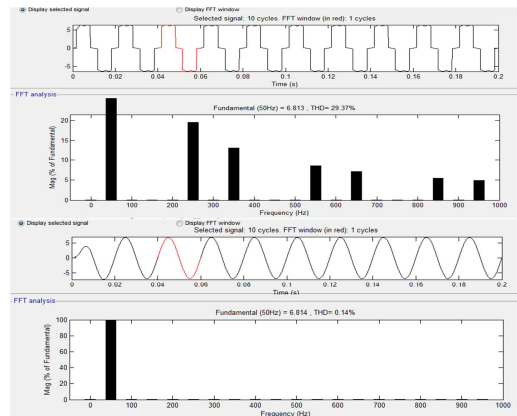 Display selected signal Display FFT window
Selected signal: 10 cycles. FFT window (in red): 1 cycles
5
0
-5
0 0.02 0.04 0.06 0.08 0.1 0.12 0.14 0.16 0.18 0.2
Time (s)
FFT analysis
Fundamental (50Hz) = 6.813 , THD= 29.37%
Mag (% of Fundamental)
20
15
10
5
0
0 100 200 300 400 500 600 700 800 900 1000
Frequency (Hz)
Display selected signal Display FFT window
Selected signal: 10 cycles. FFT window (in red): 1 cycles
5
0
-5
0 0.02 0.04 0.06 0.08 0.1 0.12 0.14 0.16 0.18 0.2
Time (s)
FFT analysis
Fundamental (50Hz) = 6.814 , THD= 0.14%
Mag (% of Fundamental)
100
80
60
40
20
0
0 100 200 300 400 500 600 700 800 900 1000
Frequency (Hz)